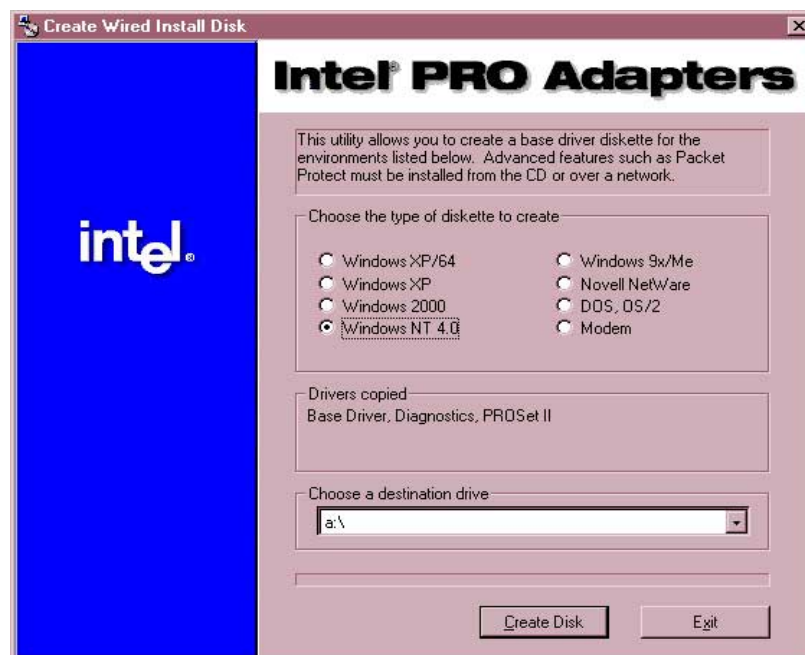 Create Wired Install Disk
Intel® PRO Adapters
intel®
This utility allows you to create a base driver diskette for the
environments listed below. Advanced features such as Packet
Protect must be installed from the CD or over a network.
Choose the type of diskette to create
Windows XP/64
Windows XP
Windows 2000
Windows NT 4.0
Windows 9x/Me
Novell NetWare
DOS, OS/2
Modem
Drivers copied
Base Driver, Diagnostics, PROSet II
Choose a destination drive
a:\
Create Disk
Exit